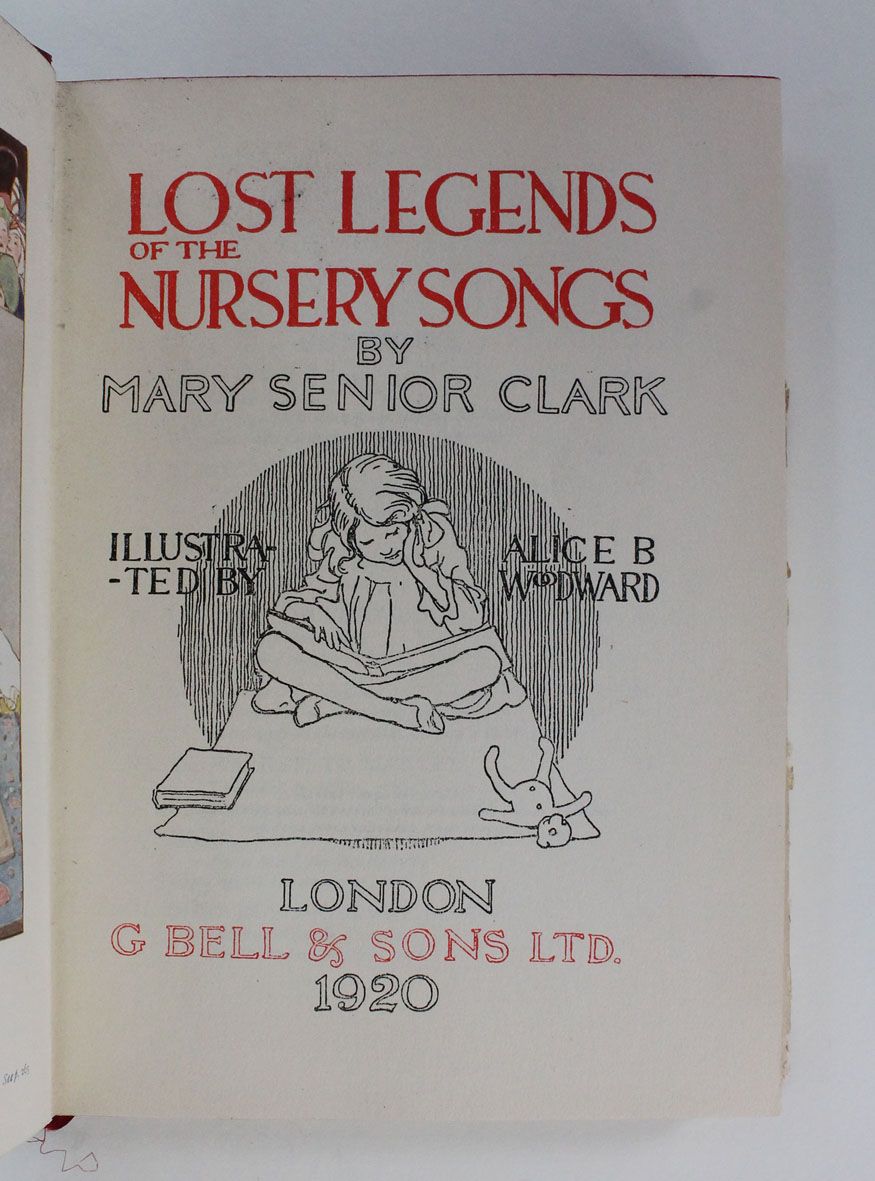 LOST LEGENDS
OF THE
NURSERY SONGS
BY
MARY SENIOR CLARK
ILLUSTRA-
-TED BY
ALICE B
WOODWARD
LONDON
G BELL & SONS LTD.
1920